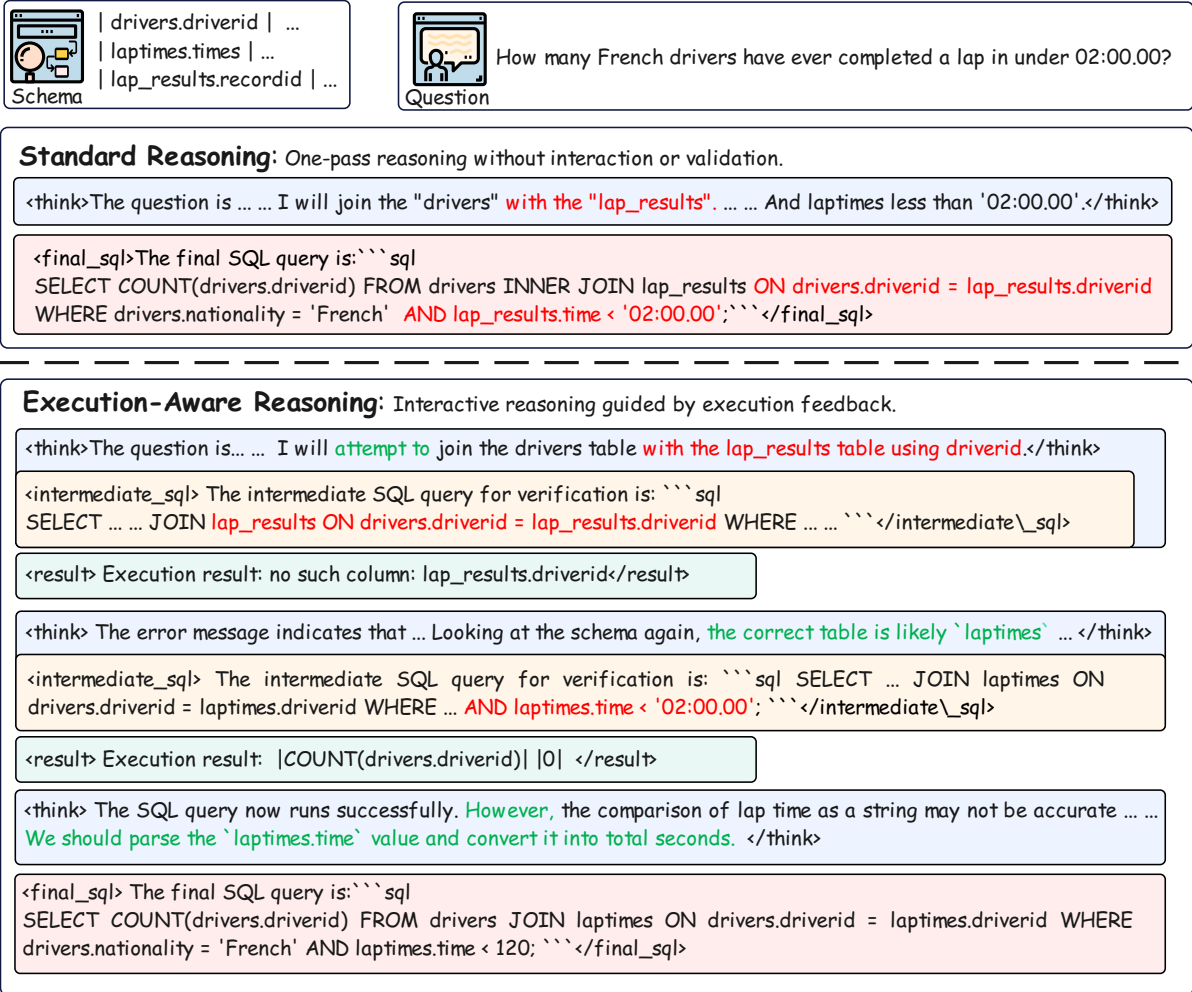 | drivers.driverid | ...
| laptimes.times | ...
| lap_results.recordid | ...
Schema
How many French drivers have ever completed a lap in under 02:00.00?
Question
Standard Reasoning: One-pass reasoning without interaction or validation.
<think>The question is ... ... I will join the "drivers" with the "lap_results". ... ... And laptimes less than '02:00.00'.</think>
<final_sql>The final SQL query is:```sql
SELECT COUNT(drivers.driverid) FROM drivers INNER JOIN lap_results ON drivers.driverid = lap_results.driverid
WHERE drivers.nationality = 'French' AND lap_results.time < '02:00.00';```</final_sql>
Execution-Aware Reasoning: Interactive reasoning guided by execution feedback.
<think>The question is... ... I will attempt to join the drivers table with the lap_results table using driverid.</think>
<intermediate_sql> The intermediate SQL query for verification is: ```sql
SELECT ... ... JOIN lap_results ON drivers.driverid = lap_results.driverid WHERE ... ... ```</intermediate\_sql>
<result> Execution result: no such column: lap_results.driverid</result>
<think> The error message indicates that ... Looking at the schema again, the correct table is likely `laptimes` ... </think>
<intermediate_sql> The intermediate SQL query for verification is: ```sql SELECT ... JOIN laptimes ON
drivers.driverid = laptimes.driverid WHERE ... AND laptimes.time < '02:00.00'; ```</intermediate\_sql>
<result> Execution result: |COUNT(drivers.driverid)| |0| </result>
<think> The SQL query now runs successfully. However, the comparison of lap time as a string may not be accurate ... ...
We should parse the `laptimes.time` value and convert it into total seconds. </think>
<final_sql> The final SQL query is:```sql
SELECT COUNT(drivers.driverid) FROM drivers JOIN laptimes ON drivers.driverid = laptimes.driverid WHERE
drivers.nationality = 'French' AND laptimes.time < 120; ```</final_sql>